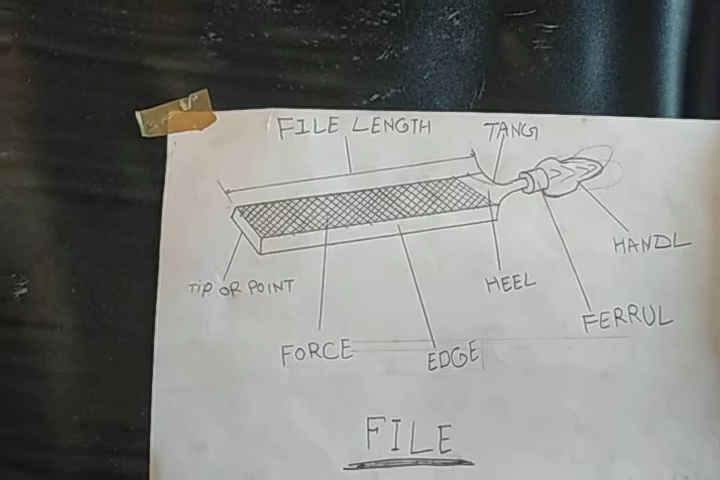 FILE LENGTH
TANG
HANDL
TIP OR POINT
HEEL
FERRUL
FORCE
EDGE
FILE